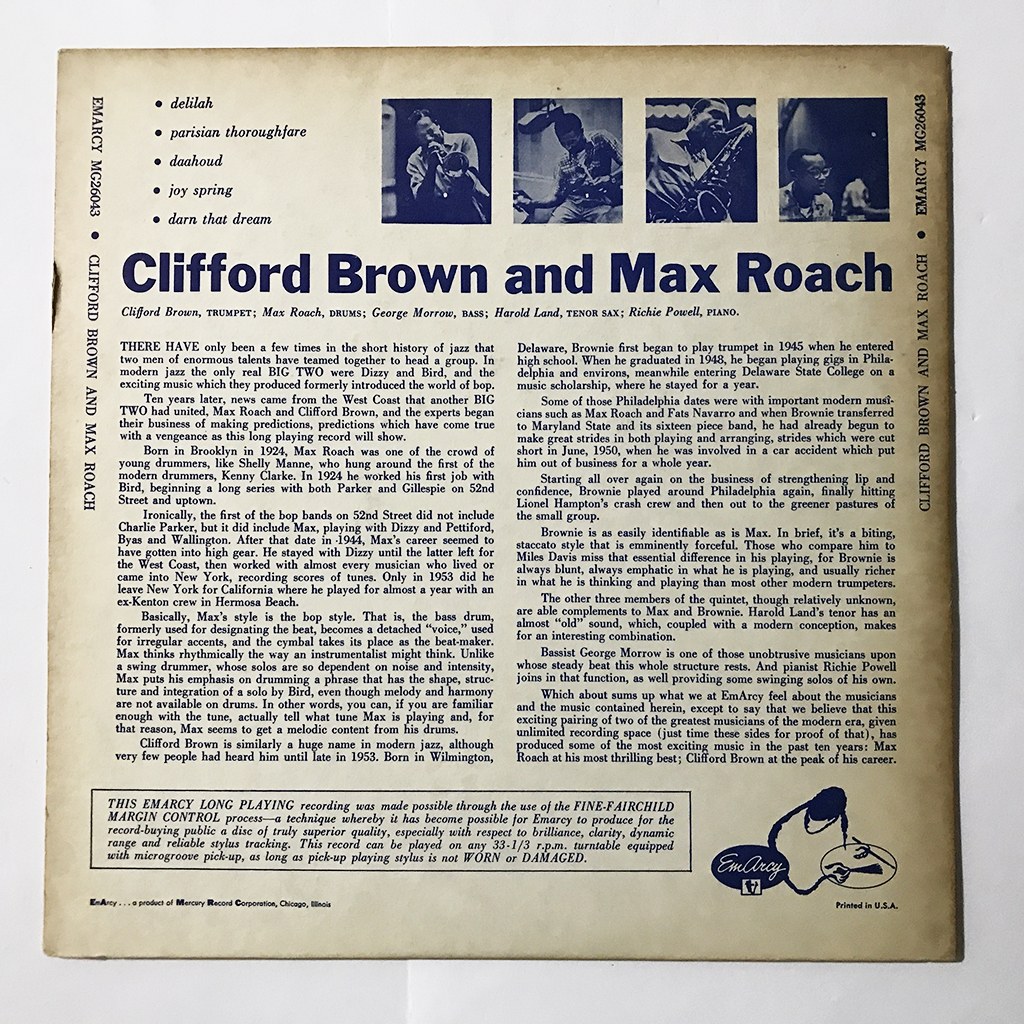 EMARCY MG26043 • CLIFFORD BROWN AND MAX ROACH
• delilah
• parisian thoroughfare
• daahoud
• joy spring
• darn that dream
Clifford Brown and Max Roach
Clifford Brown, TRUMPET; Max Roach, DRUMS; George Morrow, BASS; Harold Land, TENOR SAX; Richie Powell, PIANO.
THERE HAVE only been a few times in the short history of jazz that
two men of enormous talents have teamed together to head a group. In
modern jazz the only real BIG TWO were Dizzy and Bird, and the
exciting music which they produced formerly introduced the world of bop.
Ten years later, news came from the West Coast that another BIG
TWO had united, Max Roach and Clifford Brown, and the experts began
their business of making predictions, predictions which have come true
with a vengeance as this long playing record will show.
Born in Brooklyn in 1924, Max Roach was one of the crowd of
young drummers, like Shelly Manne, who hung around the first of the
modern drummers, Kenny Clarke. In 1924 he worked his first job with
Bird, beginning a long series with both Parker and Gillespie on 52nd
Street and uptown.
Ironically, the first of the bop bands on 52nd Street did not include
Charlie Parker, but it did include Max, playing with Dizzy and Pettiford,
Byas and Wallington. After that date in 1944, Max's career seemed to
have gotten into high gear. He stayed with Dizzy until the latter left for
the West Coast, then worked with almost every musician who lived or
came into New York, recording scores of tunes. Only in 1953 did he
leave New York for California where he played for almost a year with an
ex-Kenton crew in Hermosa Beach.
Basically, Max's style is the bop style. That is, the bass drum,
formerly used for designating the beat, becomes a detached "voice," used
for irregular accents, and the cymbal takes its place as the beat-maker.
Max thinks rhythmically the way an instrumentalist might think. Unlike
a swing drummer, whose solos are so dependent on noise and intensity,
Max puts his emphasis on drumming a phrase that has the shape, struc-
ture and integration of a solo by Bird, even though melody and harmony
are not available on drums. In other words, you can, if you are familiar
enough with the tune, actually tell what tune Max is playing and, for
that reason, Max seems to get a melodic content from his drums.
Clifford Brown is similarly a huge name in modern jazz, although
very few people had heard him until late in 1953. Born in Wilmington,
Delaware, Brownie first began to play trumpet in 1945 when he entered
high school. When he graduated in 1948, he began playing gigs in Phila-
delphia and environs, meanwhile entering Delaware State College on a
music scholarship, where he stayed for a year.
Some of those Philadelphia dates were with important modern musi-
cians such as Max Roach and Fats Navarro and when Brownie transferred
to Maryland State and its sixteen piece band, he had already begun to
make great strides in both playing and arranging, strides which were cut
short in June, 1950, when he was involved in a car accident which put
him out of business for a whole year.
Starting all over again on the business of strengthening lip and
confidence, Brownie played around Philadelphia again, finally hitting
Lionel Hampton's crash crew and then out to the greener pastures of
the small group.
Brownie is as easily identifiable as is Max. In brief, it's a biting,
staccato style that is emminently forceful. Those who compare him to
Miles Davis miss that essential difference in his playing, for Brownie is
always blunt, always emphatic in what he is playing, and usually richer
in what he is thinking and playing than most other modern trumpeters.
The other three members of the quintet, though relatively unknown,
are able complements to Max and Brownie. Harold Land's tenor has an
almost "old" sound, which, coupled with a modern conception, makes
for an interesting combination.
Bassist George Morrow is one of those unobtrusive musicians upon
whose steady beat this whole structure rests. And pianist Richie Powell
joins in that function, as well providing some swinging solos of his own.
Which about sums up what we at EmArcy feel about the musicians
and the music contained herein, except to say that we believe that this
exciting pairing of two of the greatest musicians of the modern era, given
unlimited recording space (just time these sides for proof of that), has
produced some of the most exciting music in the past ten years: Max
Roach at his most thrilling best; Clifford Brown at the peak of his career.
CLIFFORD BROWN AND MAX ROACH • EMARCY MG26043
THIS EMARCY LONG PLAYING recording was made possible through the use of the FINE-FAIRCHILD
MARGIN CONTROL process—a technique whereby it has become possible for Emarcy to produce for the
record-buying public a disc of truly superior quality, especially with respect to brilliance, clarity, dynamic
range and reliable stylus tracking. This record can be played on any 33-1/3 r.p.m. turntable equipped
with microgroove pick-up, as long as pick-up playing stylus is not WORN or DAMAGED.
EmArcy
EmArcy . . . a product of Mercury Record Corporation, Chicago, Illinois
Printed in U.S.A.